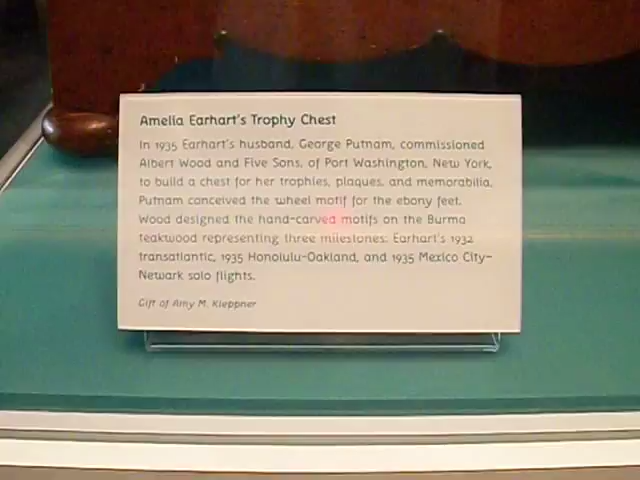 Amelia Earhart's Trophy Chest
In 1935 Earhart's husband, George Putnam, commissioned
Albert Wood and Five Sons, of Port Washington, New York,
to build a chest for her trophies, plaques, and memorabilia.
Putnam conceived the wheel motif for the ebony feet.
Wood designed the hand-carved motifs on the Burma
teakwood representing three milestones: Earhart's 1932
transatlantic, 1935 Honolulu-Oakland, and 1935 Mexico City-
Newark solo flights.
Gift of Amy M. Kleppner